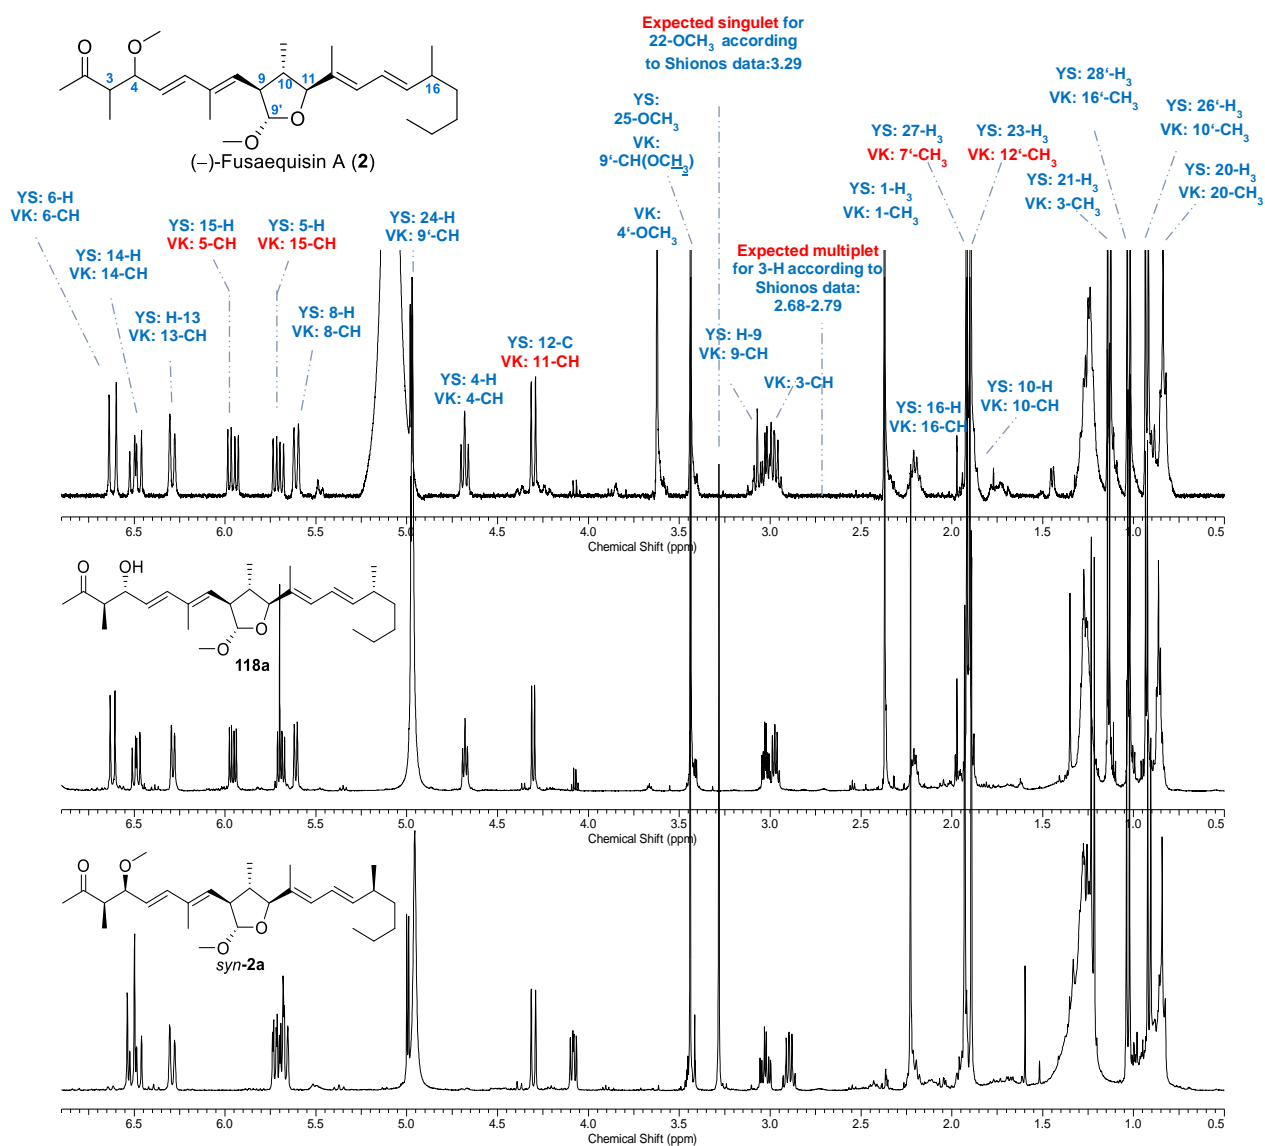 Expected singulet for
22-OCH3 according
to Shionos data:3.29
O
O
3
4
9
10
11
16
9'
O
O
(−)-Fusaequisin A (2)
YS: 6-H
VK: 6-CH
YS: 14-H
VK: 14-CH
YS: H-13
VK: 13-CH
YS: 15-H
VK: 5-CH
YS: 5-H
VK: 15-CH
YS: 8-H
VK: 8-CH
YS: 24-H
VK: 9‘-CH
YS: 4-H
VK: 4-CH
YS: 12-C
VK: 11-CH
YS:
25-OCH3
VK:
9‘-CH(OCH3)
VK:
4‘-OCH3
Expected multiplet
for 3-H according to
Shionos data:
2.68-2.79
YS: H-9
VK: 9-CH
VK: 3-CH
YS: 1-H3
VK: 1-CH3
YS: 27-H3
VK: 7‘-CH3
YS: 23-H3
VK: 12‘-CH3
YS: 16-H
VK: 16-CH
YS: 10-H
VK: 10-CH
YS: 21-H3
VK: 3-CH3
YS: 28‘-H3
VK: 16‘-CH3
YS: 26‘-H3
VK: 10‘-CH3
YS: 20-H3
VK: 20-CH3
6.5 6.0 5.5 5.0 4.5 4.0 3.5 3.0 2.5 2.0 1.5 1.0 0.5
Chemical Shift (ppm)
O
OH
O
O
118a
6.5 6.0 5.5 5.0 4.5 4.0 3.5 3.0 2.5 2.0 1.5 1.0 0.5
Chemical Shift (ppm)
O
O
O
O
syn-2a
6.5 6.0 5.5 5.0 4.5 4.0 3.5 3.0 2.5 2.0 1.5 1.0 0.5
Chemical Shift (ppm)